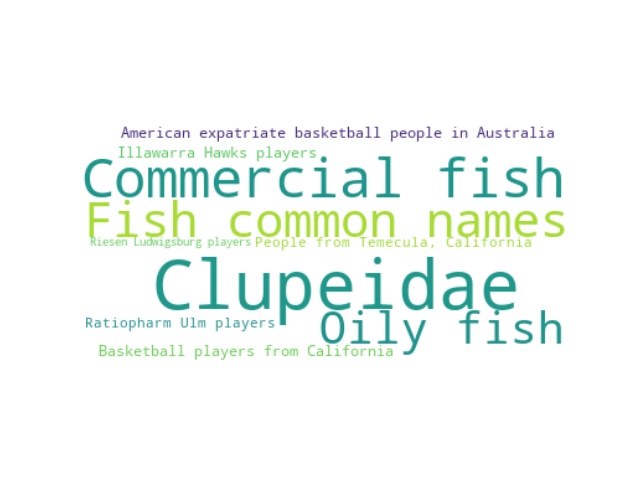 American expatriate basketball people in Australia
Illawarra Hawks players
Commercial fish
Fish common names
Riesen Ludwigsburg players
People from Temecula, California
Clupeidae
Ratiopharm Ulm players
Oily fish
Basketball players from California